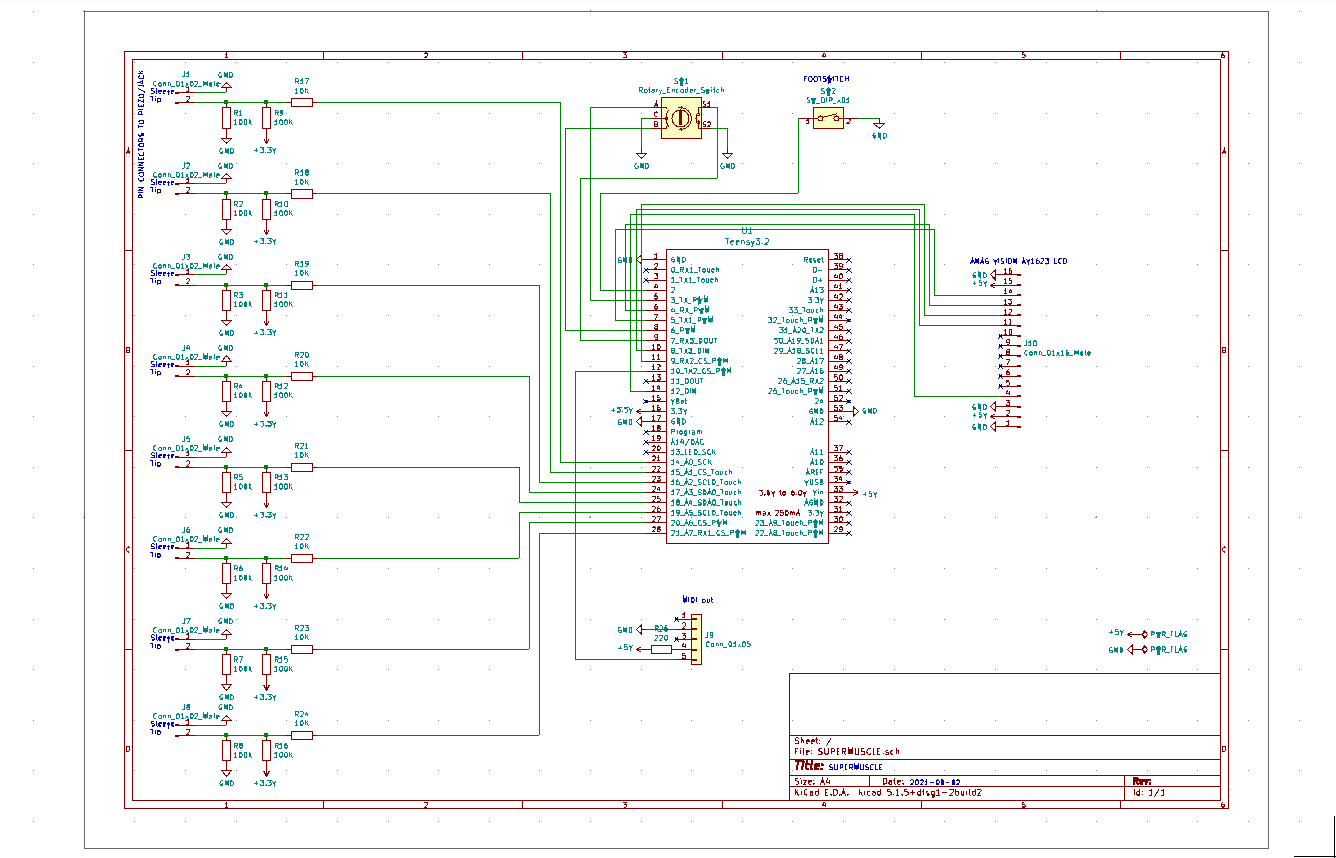 1 2 3 4 5 6
A
B
C
D
PIN CONNECTORS TO PIEZO/JACK
J1
Conn_01x02_Male
Sleeve 1
Tip 2
GND
R1
100k
R9
100k
GND
+3.3V
R17
10k
J2
Conn_01x02_Male
Sleeve 1
Tip 2
GND
R2
100k
R10
100k
GND
+3.3V
R18
10k
J3
Conn_01x02_Male
Sleeve 1
Tip 2
GND
R3
100k
R11
100k
GND
+3.3V
R19
10k
J4
Conn_01x02_Male
Sleeve 1
Tip 2
GND
R4
100k
R12
100k
GND
+3.3V
R20
10k
J5
Conn_01x02_Male
Sleeve 1
Tip 2
GND
R5
100k
R13
100k
GND
+3.3V
R21
10k
J6
Conn_01x02_Male
Sleeve 1
Tip 2
GND
R6
100k
R14
100k
GND
+3.3V
R22
10k
J7
Conn_01x02_Male
Sleeve 1
Tip 2
GND
R7
100k
R15
100k
GND
+3.3V
R23
10k
J8
Conn_01x02_Male
Sleeve 1
Tip 2
GND
R8
100k
R16
100k
GND
+3.3V
R24
10k
SW1
Rotary_Encoder_Switch
A S1
C
B S2
GND GND
FOOTSWITCH
SW2
SW_DIP_x01
1 2
GND
U1
Teensy3.2
GND 1 GND
2 0_RX1_Touch
3 1_TX1_Touch
4 2
5 3_TX_PWM
6 4_RX_PWM
7 5_TX1_PWM
8 6_PWM
9 7_RX3_DOUT
10 8_TX3_DIN
11 9_RX2_CS_PWM
12 10_TX2_CS_PWM
13 11_DOUT
14 12_DIN
15 VBat
+3.3V 16 3.3V
GND 17 GND
18 Program
19 A14/DAC
20 13_LED_SCK
21 14_A0_SCK
22 15_A1_CS_Touch
23 16_A2_SCL0_Touch
24 17_A3_SDA0_Touch
25 18_A4_SDA0_Touch
26 19_A5_SCL0_Touch
27 20_A6_CS_PWM
28 21_A7_RX1_CS_PWM
Reset 38
D- 39
D+ 40
A13 41
3.3V 42
33_Touch 43
32_Touch_PWM 44
31_A20_TX2 45
30_A19_SDA1 46
29_A18_SCL1 47
28_A17 48
27_A16 49
26_A15_RX2 50
25_Touch_PWM 51
24 52
GND 53 GND
A12 54
A11 37
A10 36
AREF 35
VUSB 34
3.6V to 6.0V Vin 33 +5V
AGND 32
max 250mA 3.3V 31
23_A9_Touch_PWM 30
22_A8_Touch_PWM 29
AMAG VISION AV1623 LCD
GND 16
+5V 15
14
13
12
11
10
9
8
7
6
5
4
GND 3
+5V 2
GND 1
J10
Conn_01x16_Male
MIDI out
1
GND 2
R26
220
3
+5V 4
5
J9
Conn_01x05
+5V PWR_FLAG
GND PWR_FLAG
Sheet: /
File: SUPERMUSCLE.sch
Title: SUPERMUSCLE
Size: A4 Date: 2021-08-02 Rev:
KiCad E.D.A. kicad 5.1.5+dfsg1-2build2 Id: 1/1